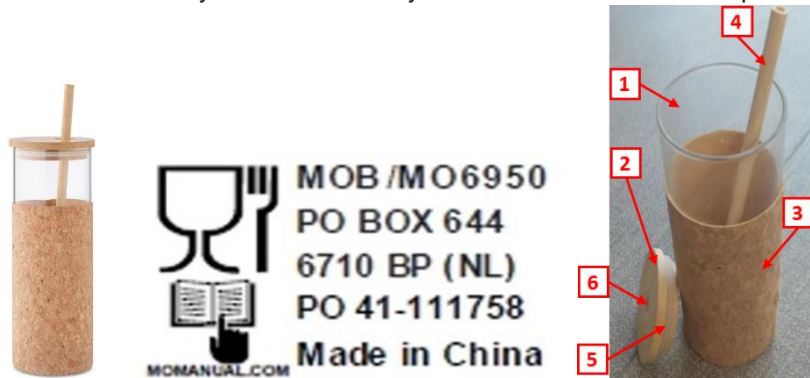 MOB/MO6950
PO BOX 644
6710 BP (NL)
PO 41-111758
Made in China
MOMANUAL.COM
4
1
2
3
6
5